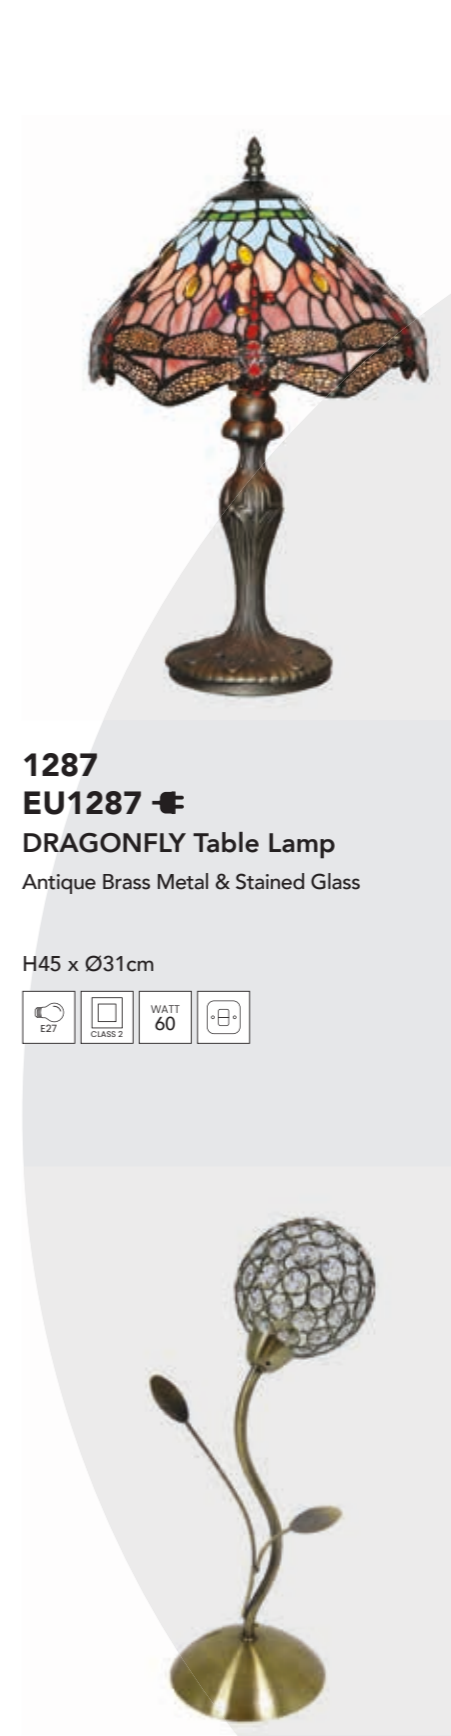 1287
EU1287
DRAGONFLY Table Lamp
Antique Brass Metal & Stained Glass
H45 x Ø31cm
E27
CLASS 2
WATT
60